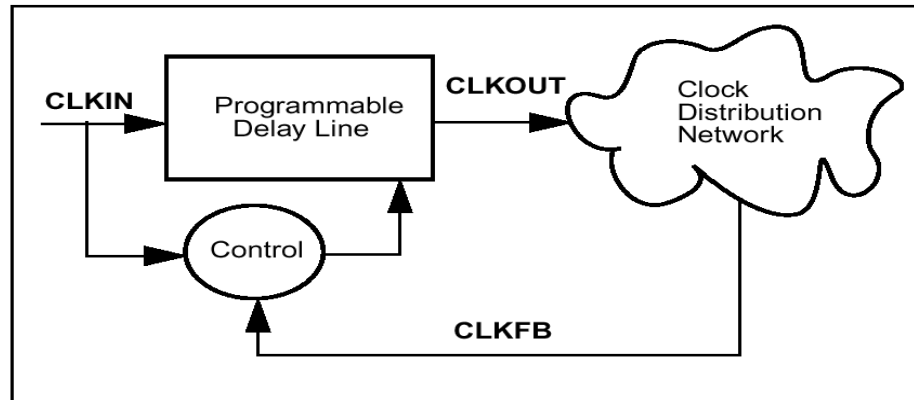 CLKIN
Programmable
Delay Line
CLKOUT
Clock
Distribution
Network
Control
CLKFB